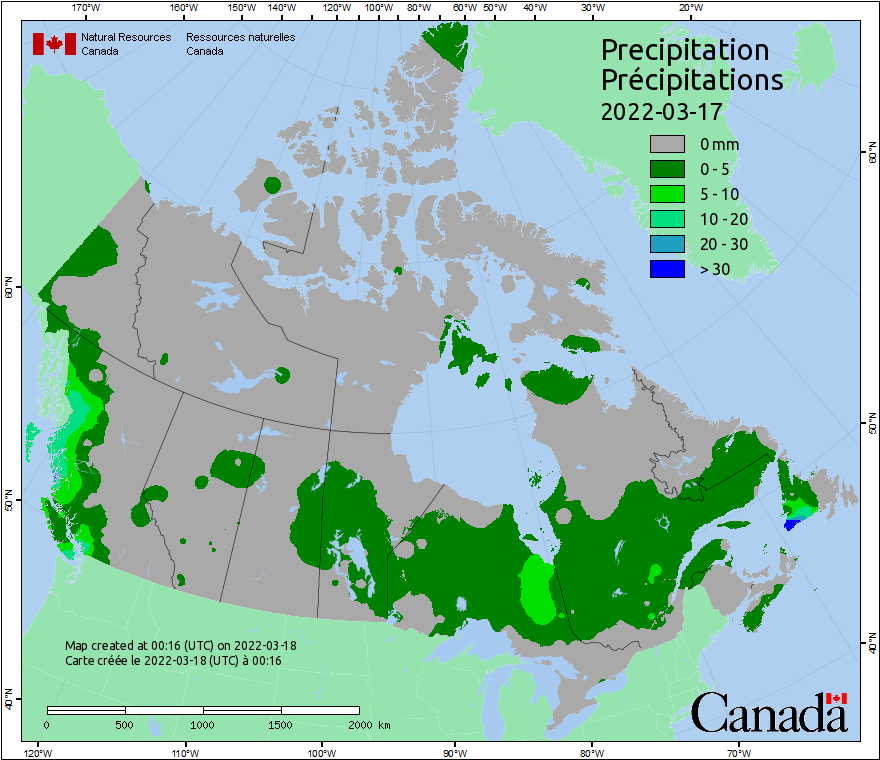 170°W 160°W 150°W 140°W 130°W 120°W 110°W 100°W 90°W 80°W 60°W 50°W 40°W 30°W 20°W
Natural Resources Ressources naturelles
Canada Canada
Precipitation
Précipitations
2022-03-17
0 mm
0 - 5
5 - 10
10 - 20
20 - 30
> 30
60°N
60°N
50°N
50°N
40°N
40°N
Map created at 00:16 (UTC) on 2022-03-18
Carte créée le 2022-03-18 (UTC) à 00:16
0 500 1000 1500 2000 km
Canada
120°W 110°W 100°W 90°W 80°W 70°W